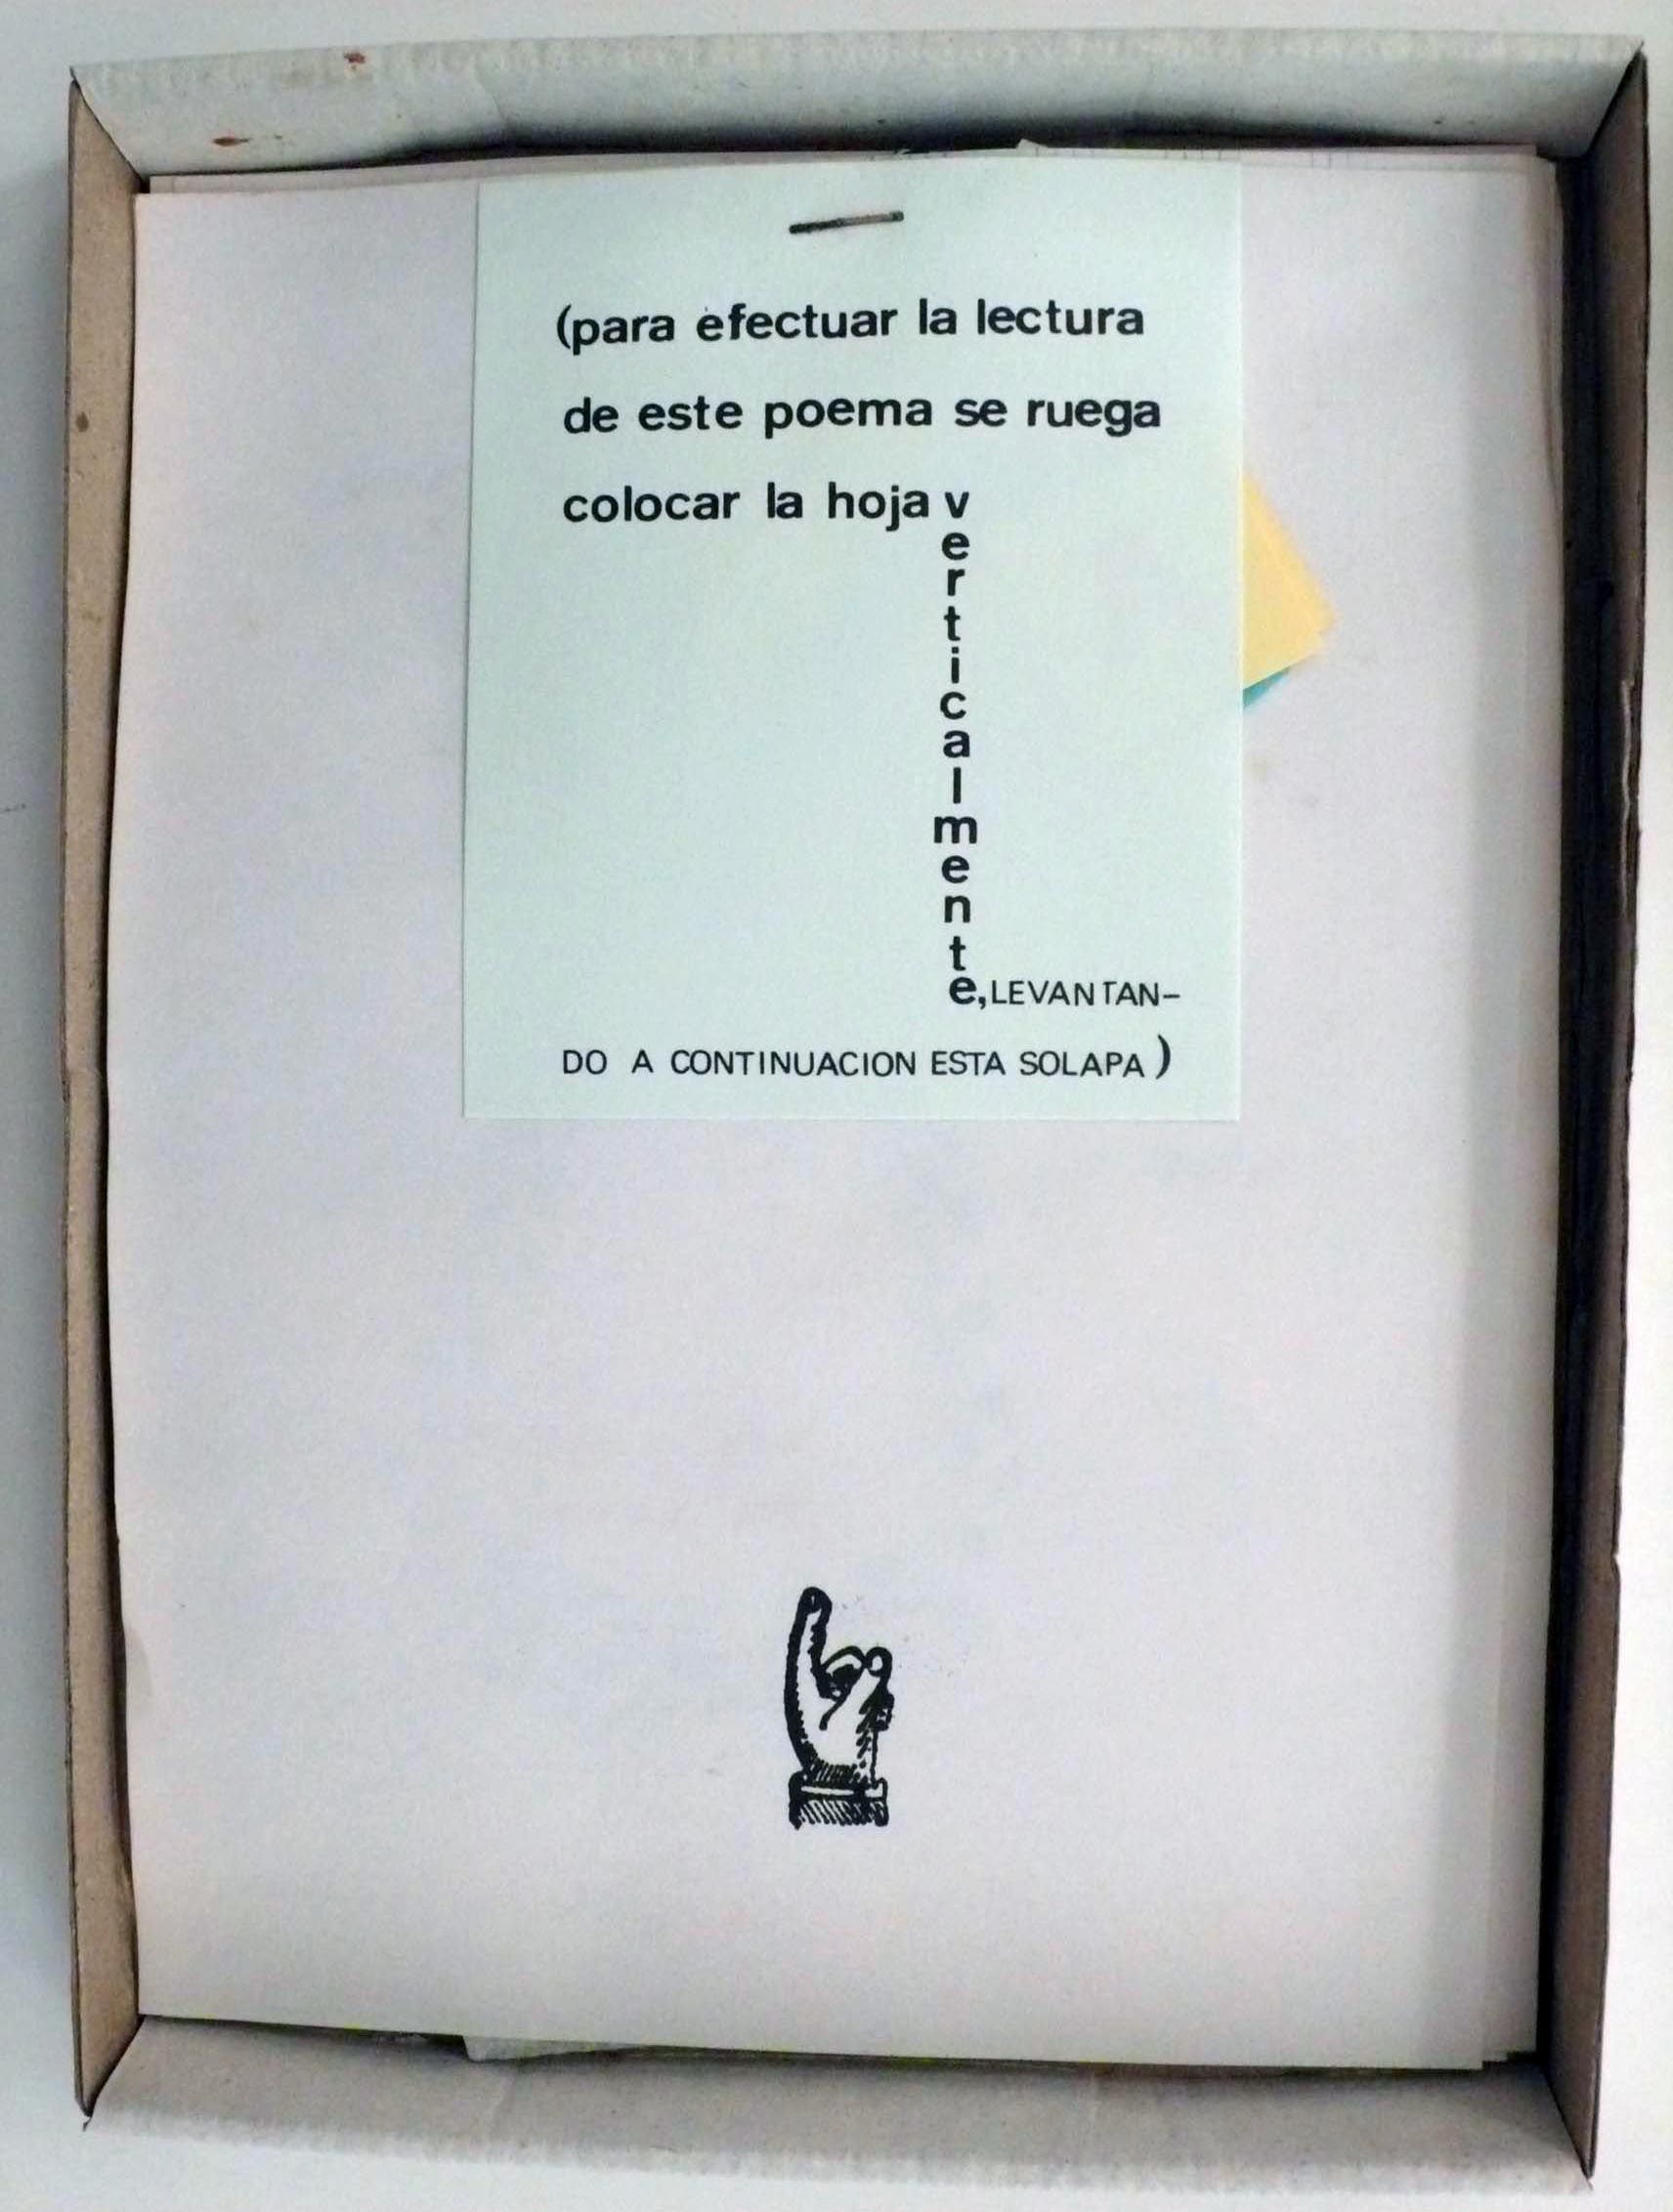 (para efectuar la lectura
de este poema se ruega
colocar la hoja verticalmente, LEVANTAN-
DO A CONTINUACION ESTA SOLAPA)